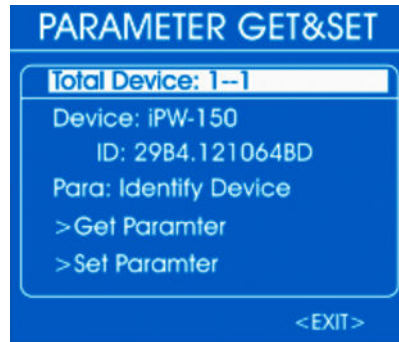 PARAMETER GET&SET
Total Device: 1--1
Device: iPW-150
ID: 29B4.121064BD
Para: Identify Device
>Get Paramter
>Set Paramter
<EXIT>